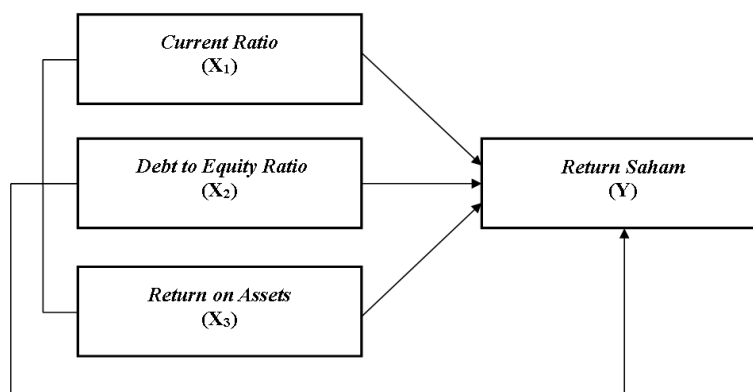 Current Ratio
(X₁)
Debt to Equity Ratio
(X₂)
Return Saham
(Y)
Return on Assets
(X₃)